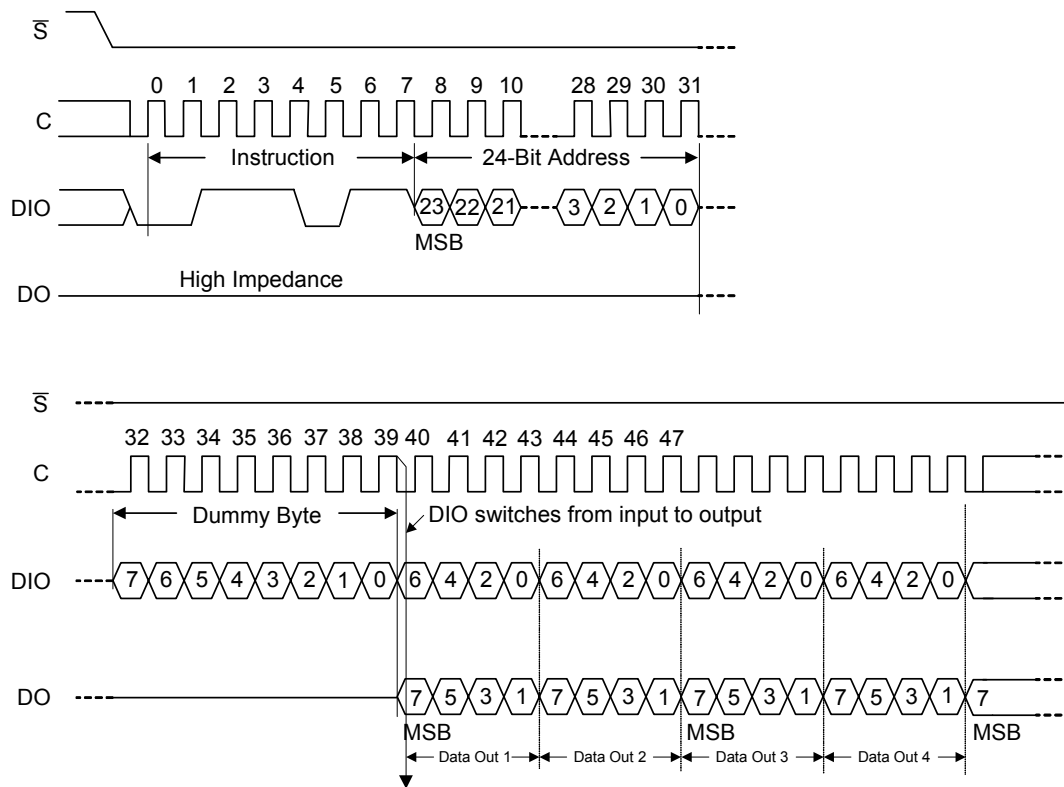 S̅
0 1 2 3 4 5 6 7 8 9 10 28 29 30 31
C
Instruction 24-Bit Address
DIO 23 22 21 3 2 1 0
MSB
High Impedance
DO
S̅
32 33 34 35 36 37 38 39 40 41 42 43 44 45 46 47
C
Dummy Byte DIO switches from input to output
DIO 7 6 5 4 3 2 1 0 6 4 2 0 6 4 2 0 6 4 2 0 6 4 2 0
DO 7 5 3 1 7 5 3 1 7 5 3 1 7 5 3 1 7
MSB MSB MSB
Data Out 1 Data Out 2 Data Out 3 Data Out 4